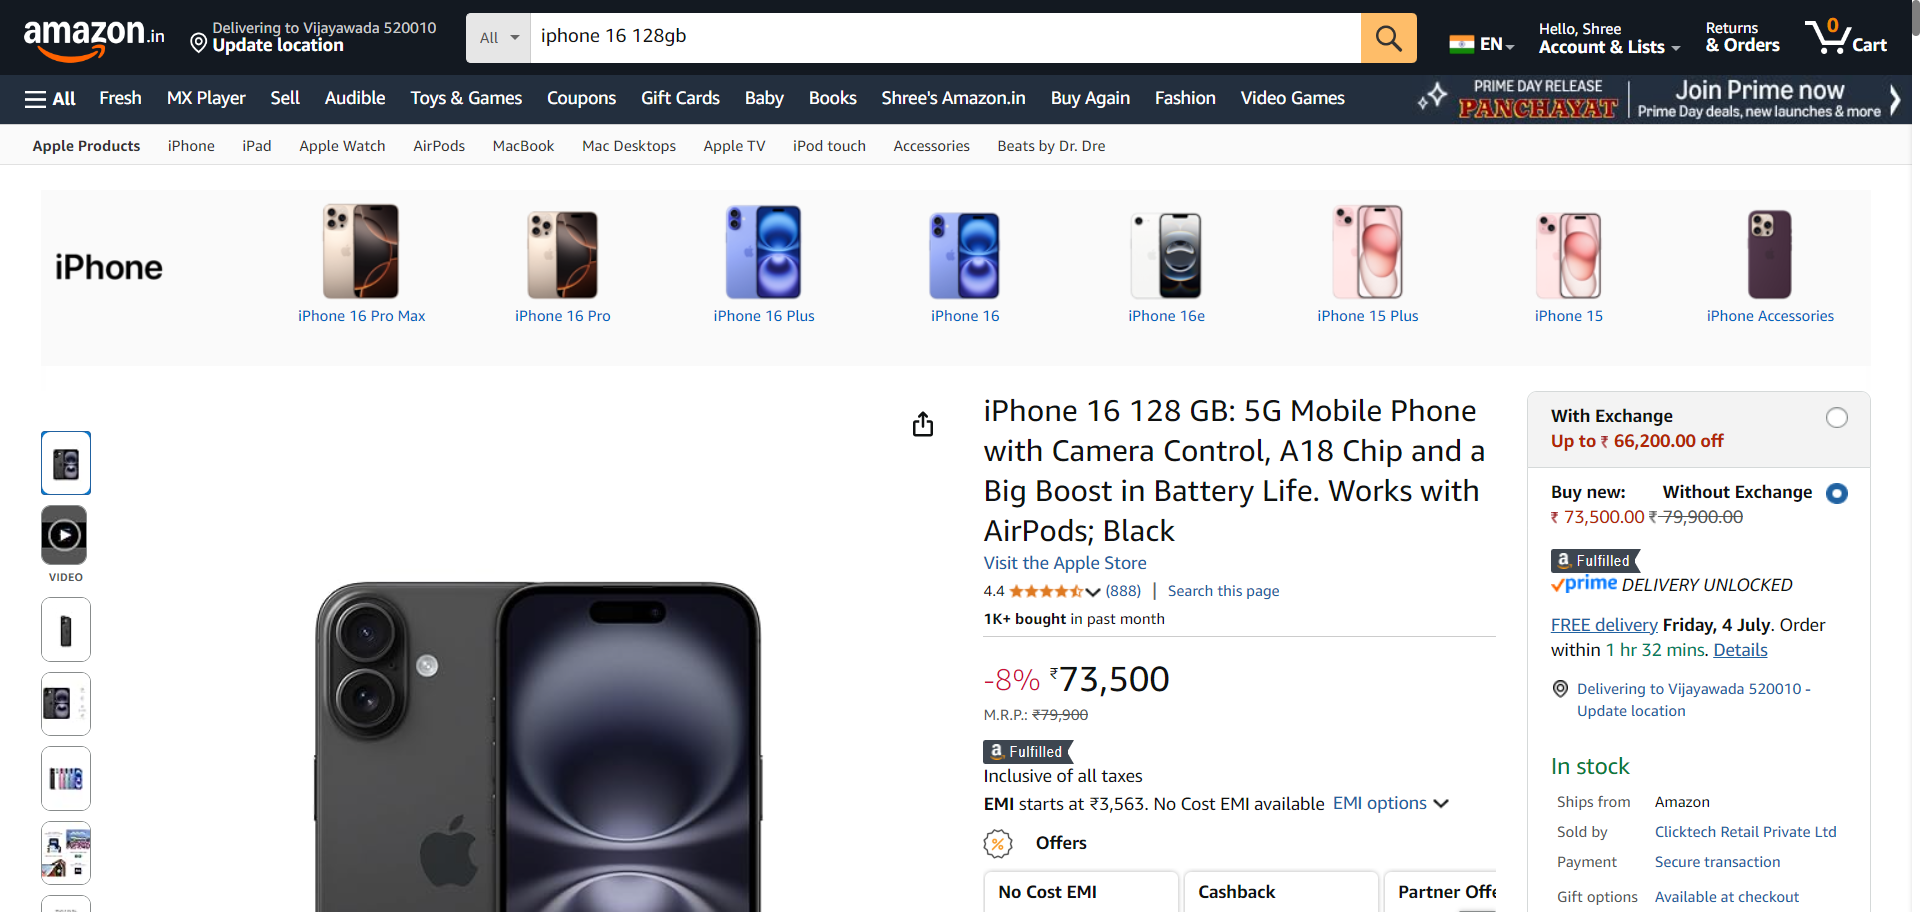 amazon.in
Delivering to Vijayawada 520010
Update location
All
iphone 16 128gb
EN
Hello, Shree
Account & Lists
Returns
& Orders
0
Cart
All
Fresh
MX Player
Sell
Audible
Toys & Games
Coupons
Gift Cards
Baby
Books
Shree's Amazon.in
Buy Again
Fashion
Video Games
PRIME DAY RELEASE
PANCHAYAT
Join Prime now
Prime Day deals, new launches & more
Apple Products
iPhone
iPad
Apple Watch
AirPods
MacBook
Mac Desktops
Apple TV
iPod touch
Accessories
Beats by Dr. Dre
iPhone
iPhone 16 Pro Max
iPhone 16 Pro
iPhone 16 Plus
iPhone 16
iPhone 16e
iPhone 15 Plus
iPhone 15
iPhone Accessories
VIDEO
iPhone 16 128 GB: 5G Mobile Phone
with Camera Control, A18 Chip and a
Big Boost in Battery Life. Works with
AirPods; Black
Visit the Apple Store
4.4 (888) | Search this page
1K+ bought in past month
-8% ₹73,500
M.R.P.: ₹79,900
a Fulfilled
Inclusive of all taxes
EMI starts at ₹3,563. No Cost EMI available EMI options
% Offers
No Cost EMI
Cashback
Partner Offe
With Exchange
Up to ₹ 66,200.00 off
Buy new: Without Exchange
₹ 73,500.00 ₹ 79,900.00
a Fulfilled
prime DELIVERY UNLOCKED
FREE delivery Friday, 4 July. Order
within 1 hr 32 mins. Details
Delivering to Vijayawada 520010 -
Update location
In stock
Ships from Amazon
Sold by Clicktech Retail Private Ltd
Payment Secure transaction
Gift options Available at checkout